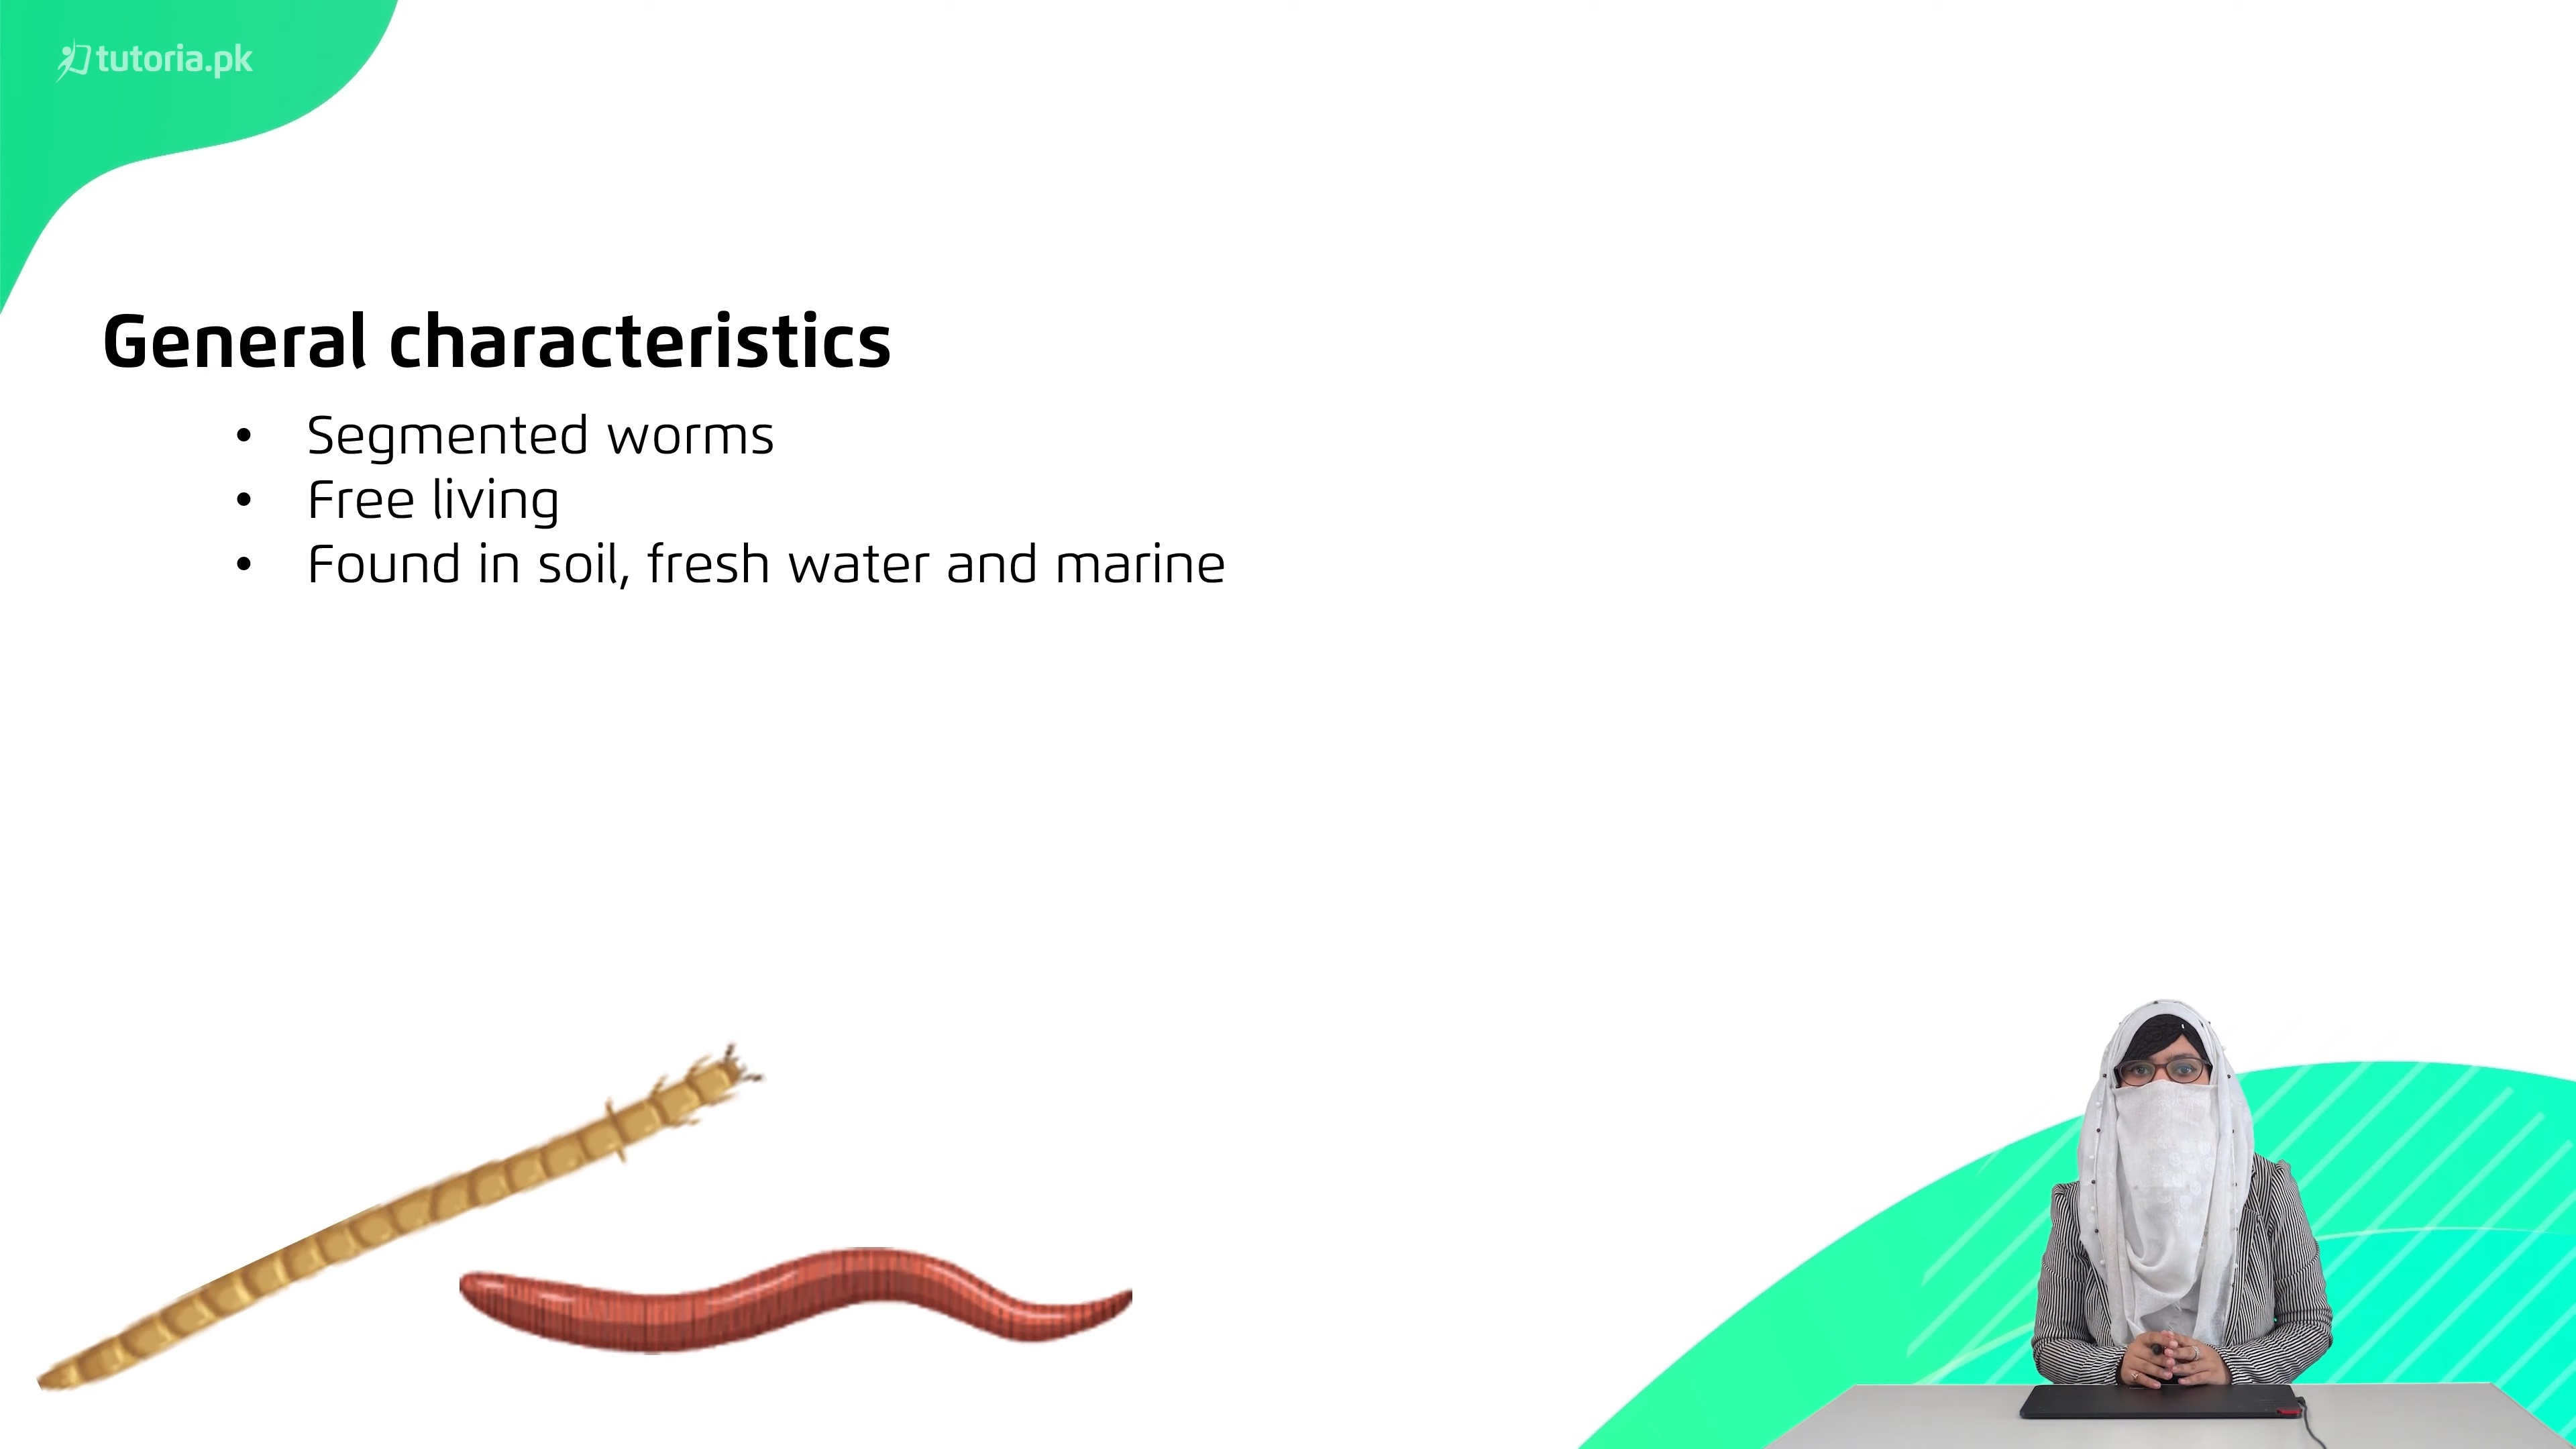 tutoria.pk
General characteristics
• Segmented worms
• Free living
• Found in soil, fresh water and marine